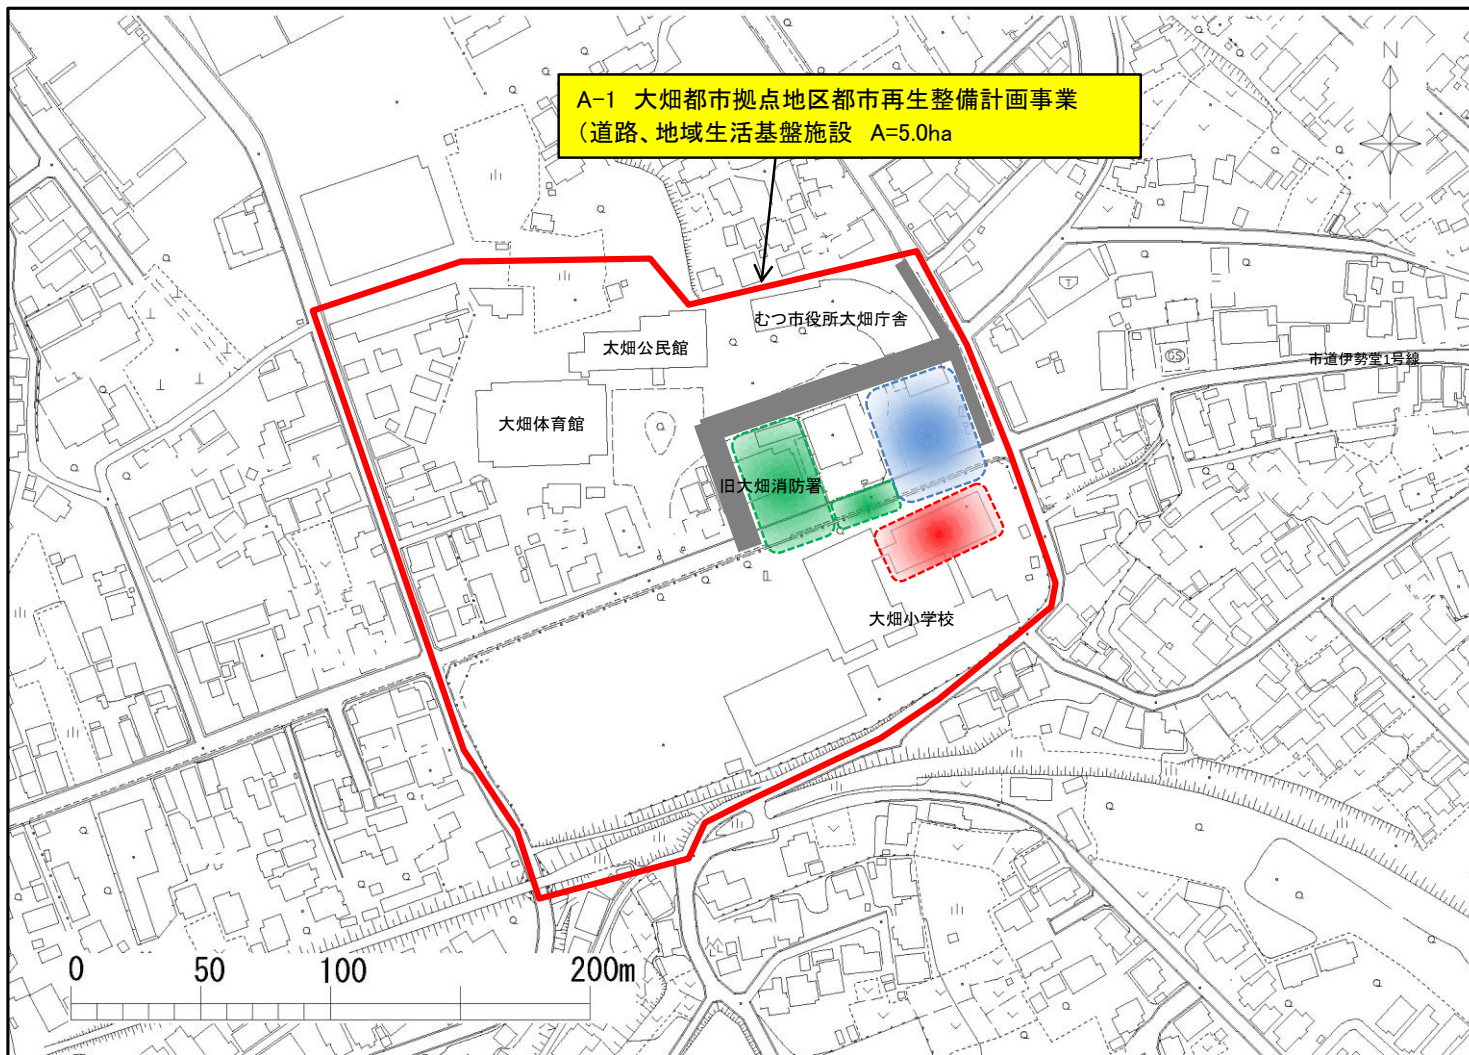 N
A-1 大畑都市拠点地区都市再生整備計画事業
（道路、地域生活基盤施設 A=5.0ha
むつ市役所大畑庁舎
大畑公民館
市道伊勢堂1号線
GS
大畑体育館
旧大畑消防署
大畑小学校
0 50 100 200m